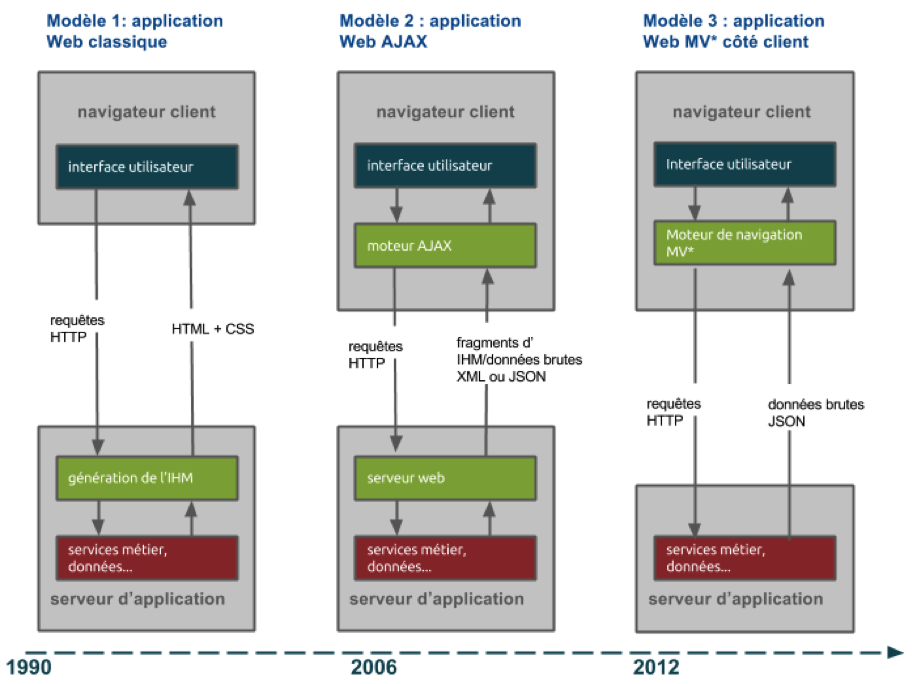 Modèle 1: application
Web classique
navigateur client
interface utilisateur
requêtes
HTTP
HTML + CSS
génération de l'IHM
services métier,
données...
serveur d'application
Modèle 2 : application
Web AJAX
navigateur client
interface utilisateur
moteur AJAX
requêtes
HTTP
fragments d'
IHM/données brutes
XML ou JSON
serveur web
services métier,
données...
serveur d'application
Modèle 3 : application
Web MV* côté client
navigateur client
Interface utilisateur
Moteur de navigation
MV*
requêtes
HTTP
données brutes
JSON
services métier,
données...
serveur d'application
1990
2006
2012